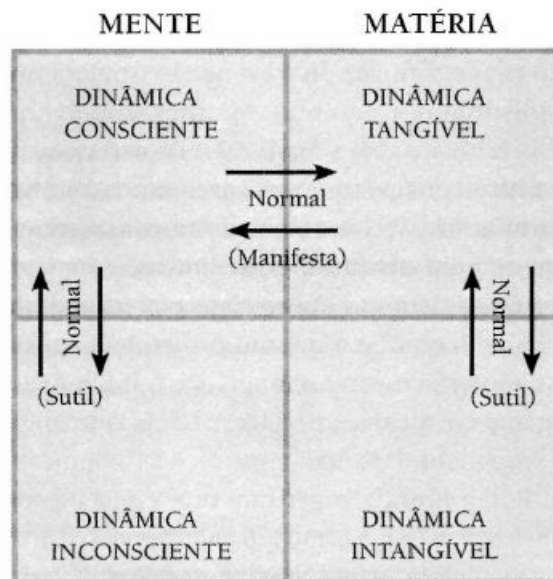 MENTE
MATÉRIA
DINÂMICA
CONSCIENTE
DINÂMICA
TANGÍVEL
Normal
(Manifesta)
Normal
(Sutil)
Normal
(Sutil)
DINÂMICA
INCONSCIENTE
DINÂMICA
INTANGÍVEL